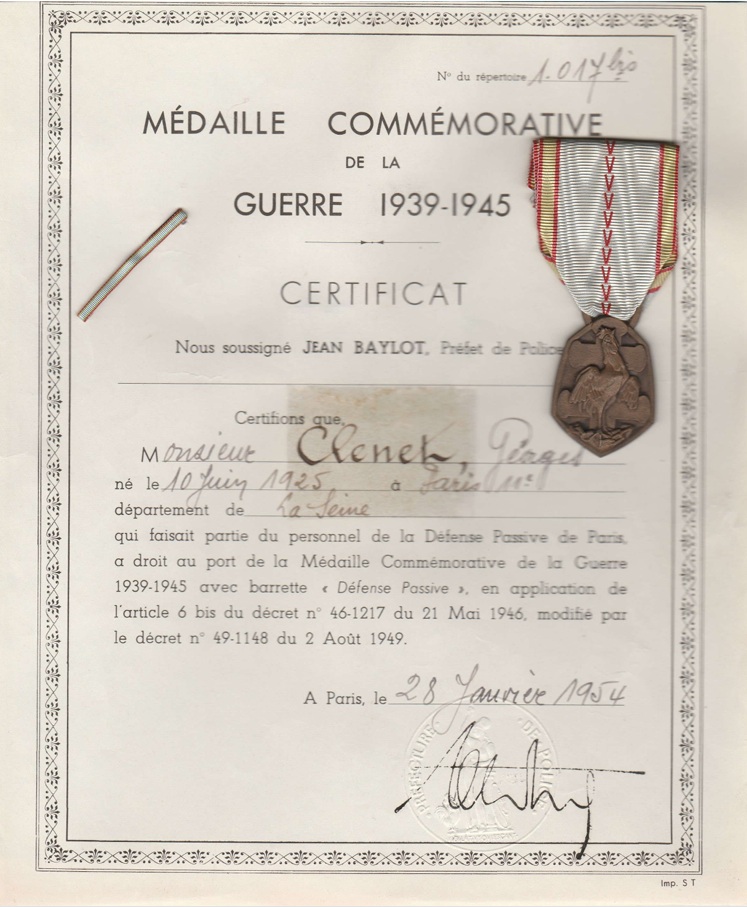 N° du répertoire 1.017 bis
MÉDAILLE COMMÉMORATIVE
DE LA
GUERRE 1939-1945
CERTIFICAT
Nous soussigné JEAN BAYLOT, Préfet de Police
Certifions que,
Monsieur Clenet, Georges
né le 10 Juin 1925 à Paris 11e
département de La Seine
qui faisait partie du personnel de la Défense Passive de Paris,
a droit au port de la Médaille Commémorative de la Guerre
1939-1945 avec barrette « Défense Passive », en application de
l'article 6 bis du décret n° 46-1217 du 21 Mai 1946, modifié par
le décret n° 49-1148 du 2 Août 1949.
A Paris, le 28 Janvier 1954
PRÉFECTURE DE POLICE
Imp. S T